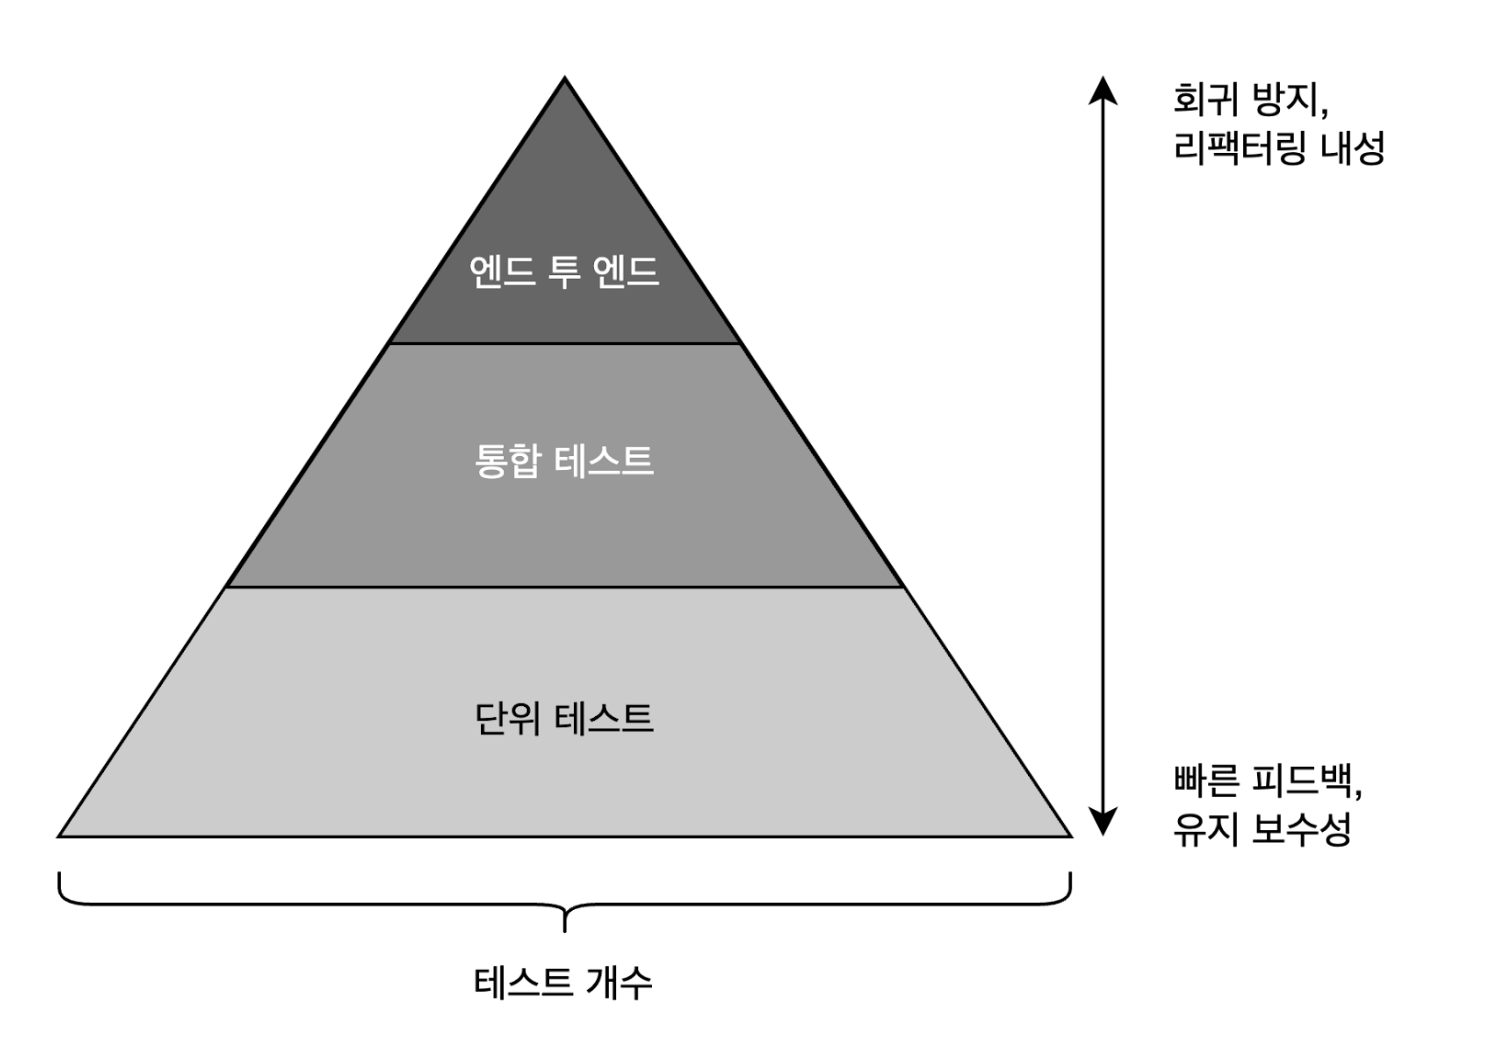 회귀 방지,
리팩터링 내성
엔드 투 엔드
통합 테스트
단위 테스트
빠른 피드백,
유지 보수성
테스트 개수